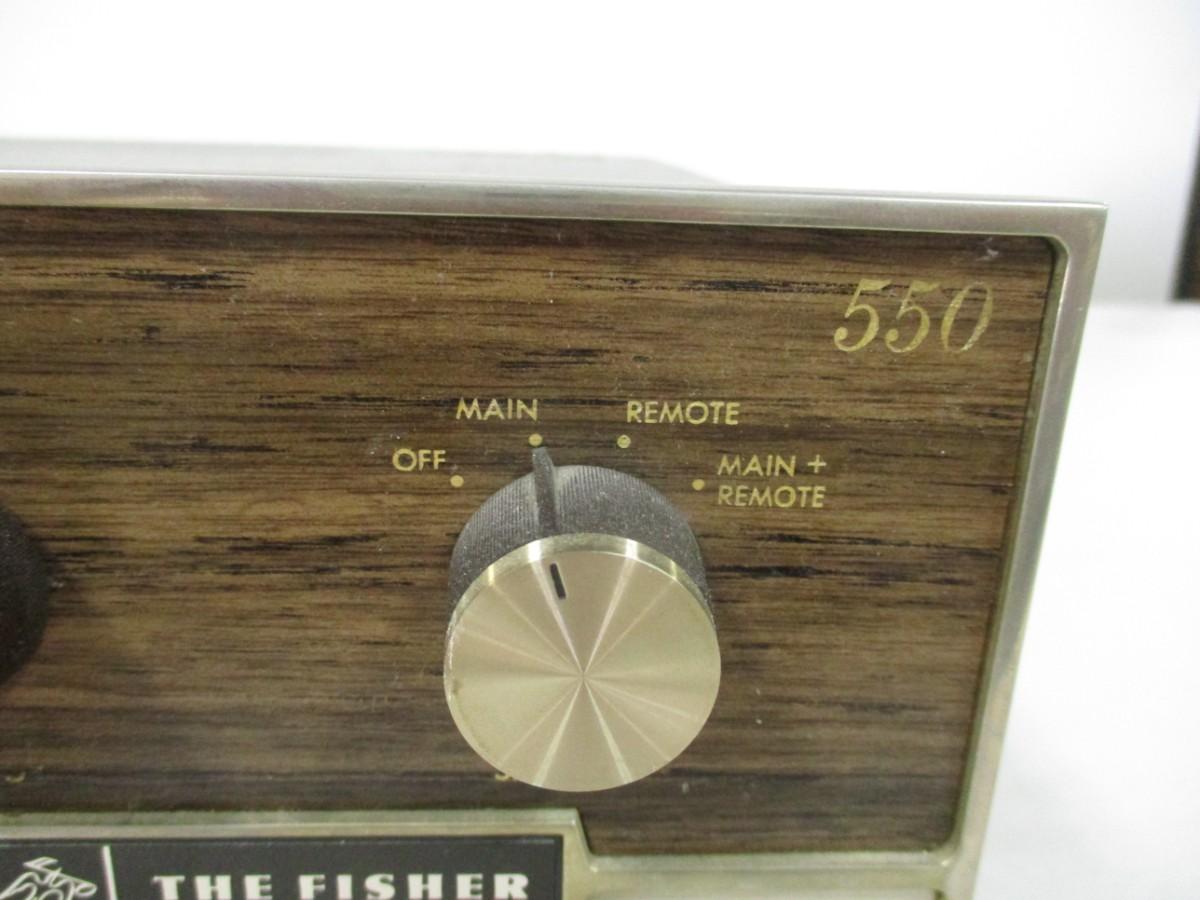 550
MAIN
REMOTE
OFF
MAIN +
REMOTE
THE FISHER